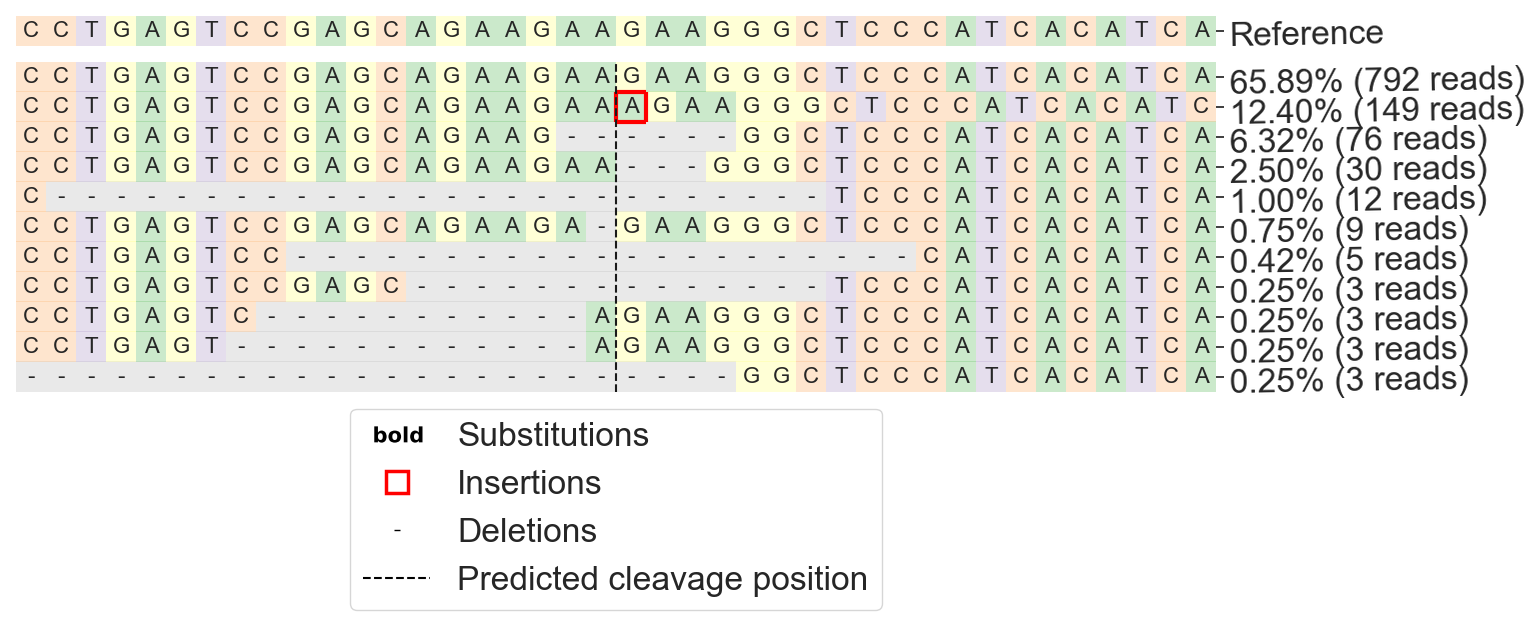 C C T G A G T C C G A G C A G A A G A A G A A G G G C T C C C A T C A C A T C A Reference
C C T G A G T C C G A G C A G A A G A A G A A G G G C T C C C A T C A C A T C A 65.89% (792 reads)
C C T G A G T C C G A G C A G A A G A A A G A A G G G C T C C C A T C A C A T C 12.40% (149 reads)
C C T G A G T C C G A G C A G A A G - - - - - - G G C T C C C A T C A C A T C A 6.32% (76 reads)
C C T G A G T C C G A G C A G A A G A A - - - G G G C T C C C A T C A C A T C A 2.50% (30 reads)
C - - - - - - - - - - - - - - - - - - - - - - - - - - T C C C A T C A C A T C A 1.00% (12 reads)
C C T G A G T C C G A G C A G A A G A - G A A G G G C T C C C A T C A C A T C A 0.75% (9 reads)
C C T G A G T C C - - - - - - - - - - - - - - - - - - - - - C A T C A C A T C A 0.42% (5 reads)
C C T G A G T C C G A G C - - - - - - - - - - - - - - T C C C A T C A C A T C A 0.25% (3 reads)
C C T G A G T C - - - - - - - - - - - A G A A G G G C T C C C A T C A C A T C A 0.25% (3 reads)
C C T G A G T - - - - - - - - - - - - A G A A G G G C T C C C A T C A C A T C A 0.25% (3 reads)
- - - - - - - - - - - - - - - - - - - - - - - - G G C T C C C A T C A C A T C A 0.25% (3 reads)
bold Substitutions
Insertions
- Deletions
Predicted cleavage position